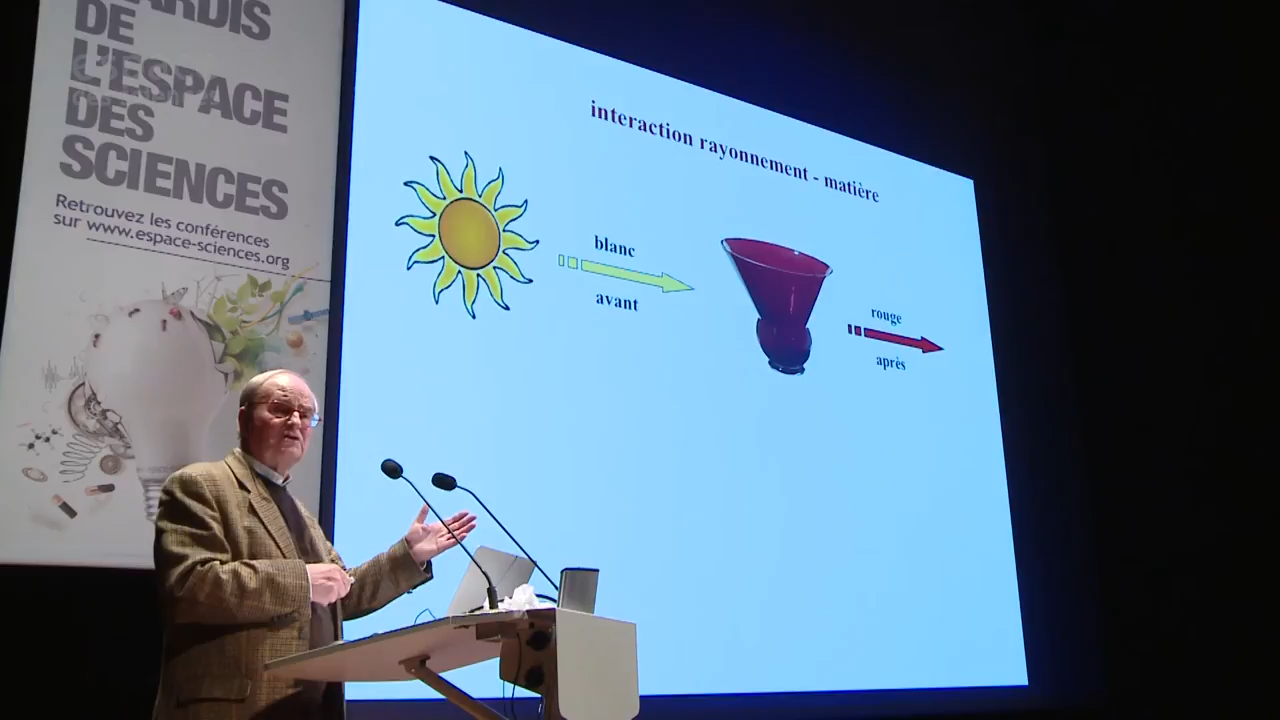 DE
L'ESPACE
DES
SCIENCES
Retrouvez les conférences
sur www.espace-sciences.org
interaction rayonnement - matière
blanc
avant
rouge
après